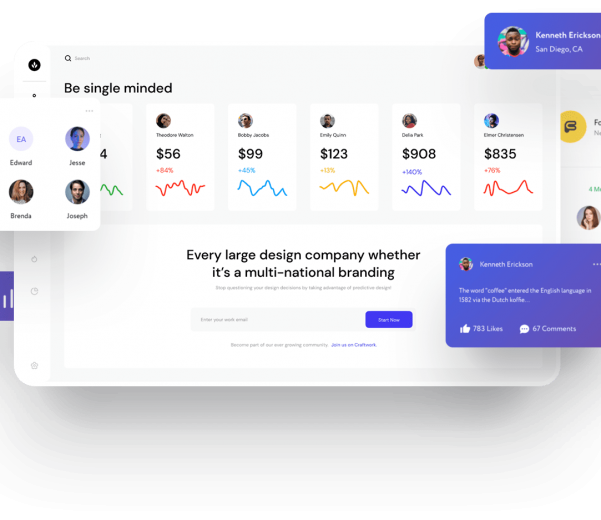 Kenneth Erickson
San Diego, CA
Search
Be single minded
EA
Edward
Jesse
Brenda
Joseph
4
Theodore Walton
$56
+84%
Bobby Jacobs
$99
+45%
Emily Quinn
$123
+13%
Delia Park
$908
+140%
Elmer Christensen
$835
+76%
Fo
Ne
4 Me
Every large design company whether
it's a multi-national branding
Stop questioning your design decisions by taking advantage of predictive design!
Enter your work email
Start Now
Become part of our ever growing community. Join us on Craftwork.
Kenneth Erickson
The word "coffee" entered the English language in
1582 via the Dutch koffie...
783 Likes
67 Comments